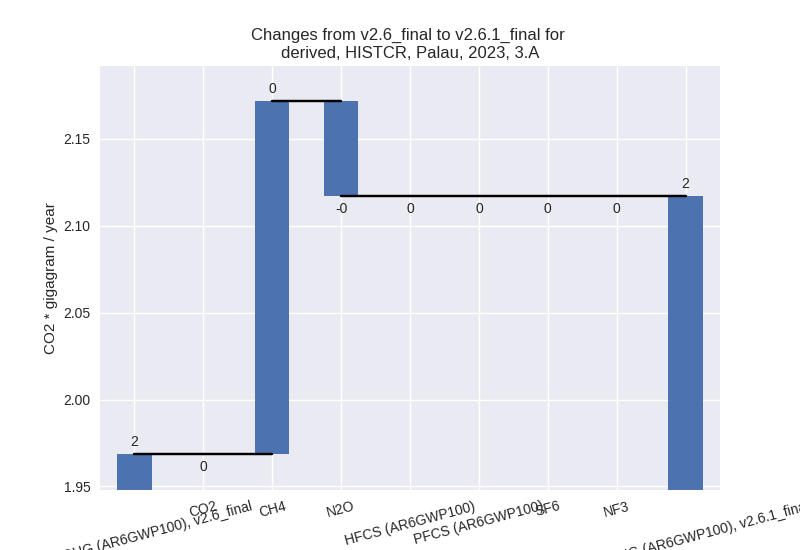 Changes from v2.6_final to v2.6.1_final for
derived, HISTCR, Palau, 2023, 3.A
CO2 * gigagram / year
2.15
2.10
2.05
2.00
1.95
2
0
0
-0
0
0
0
0
2
(AR6GWP100), v2.6_final
CO2
CH4
N2O
HFCS (AR6GWP100)
PFCS (AR6GWP100)
SF6
NF3
(AR6GWP100), v2.6.1_fina